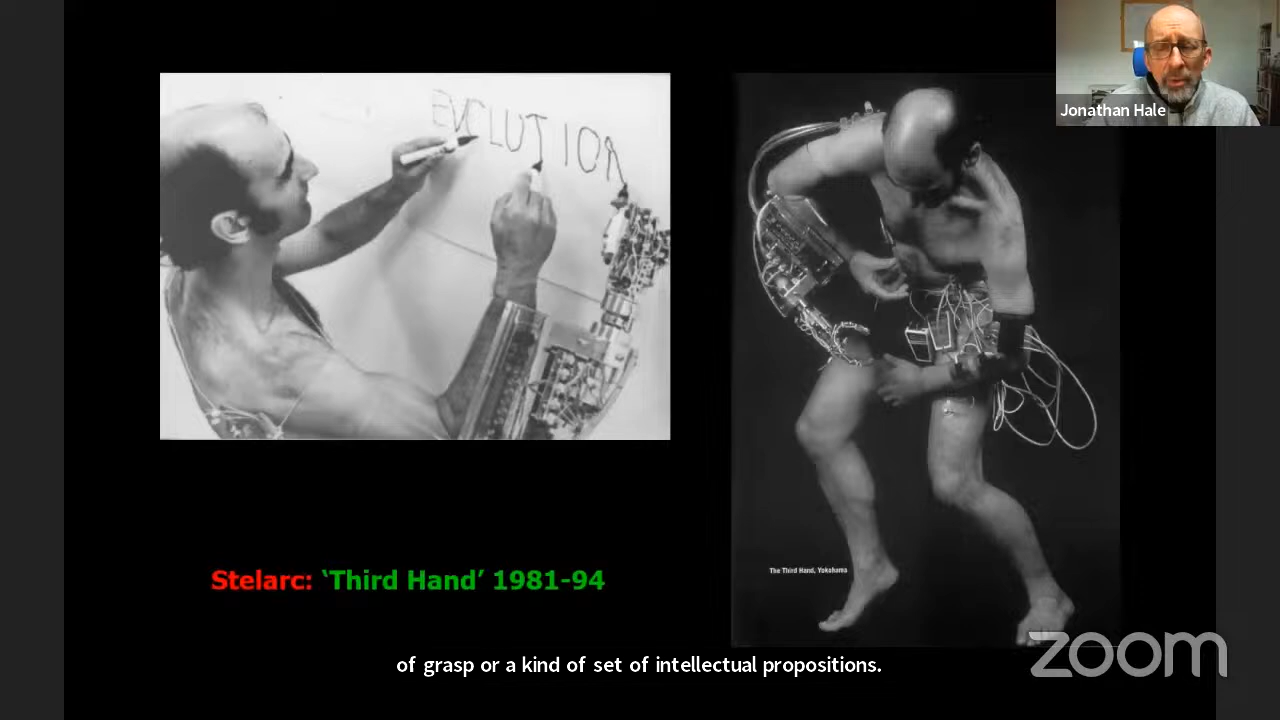 EVOLUTION
Jonathan Hale
The Third Hand, Yokohama
Stelarc: ‘Third Hand’ 1981-94
of grasp or a kind of set of intellectual propositions.
zoom